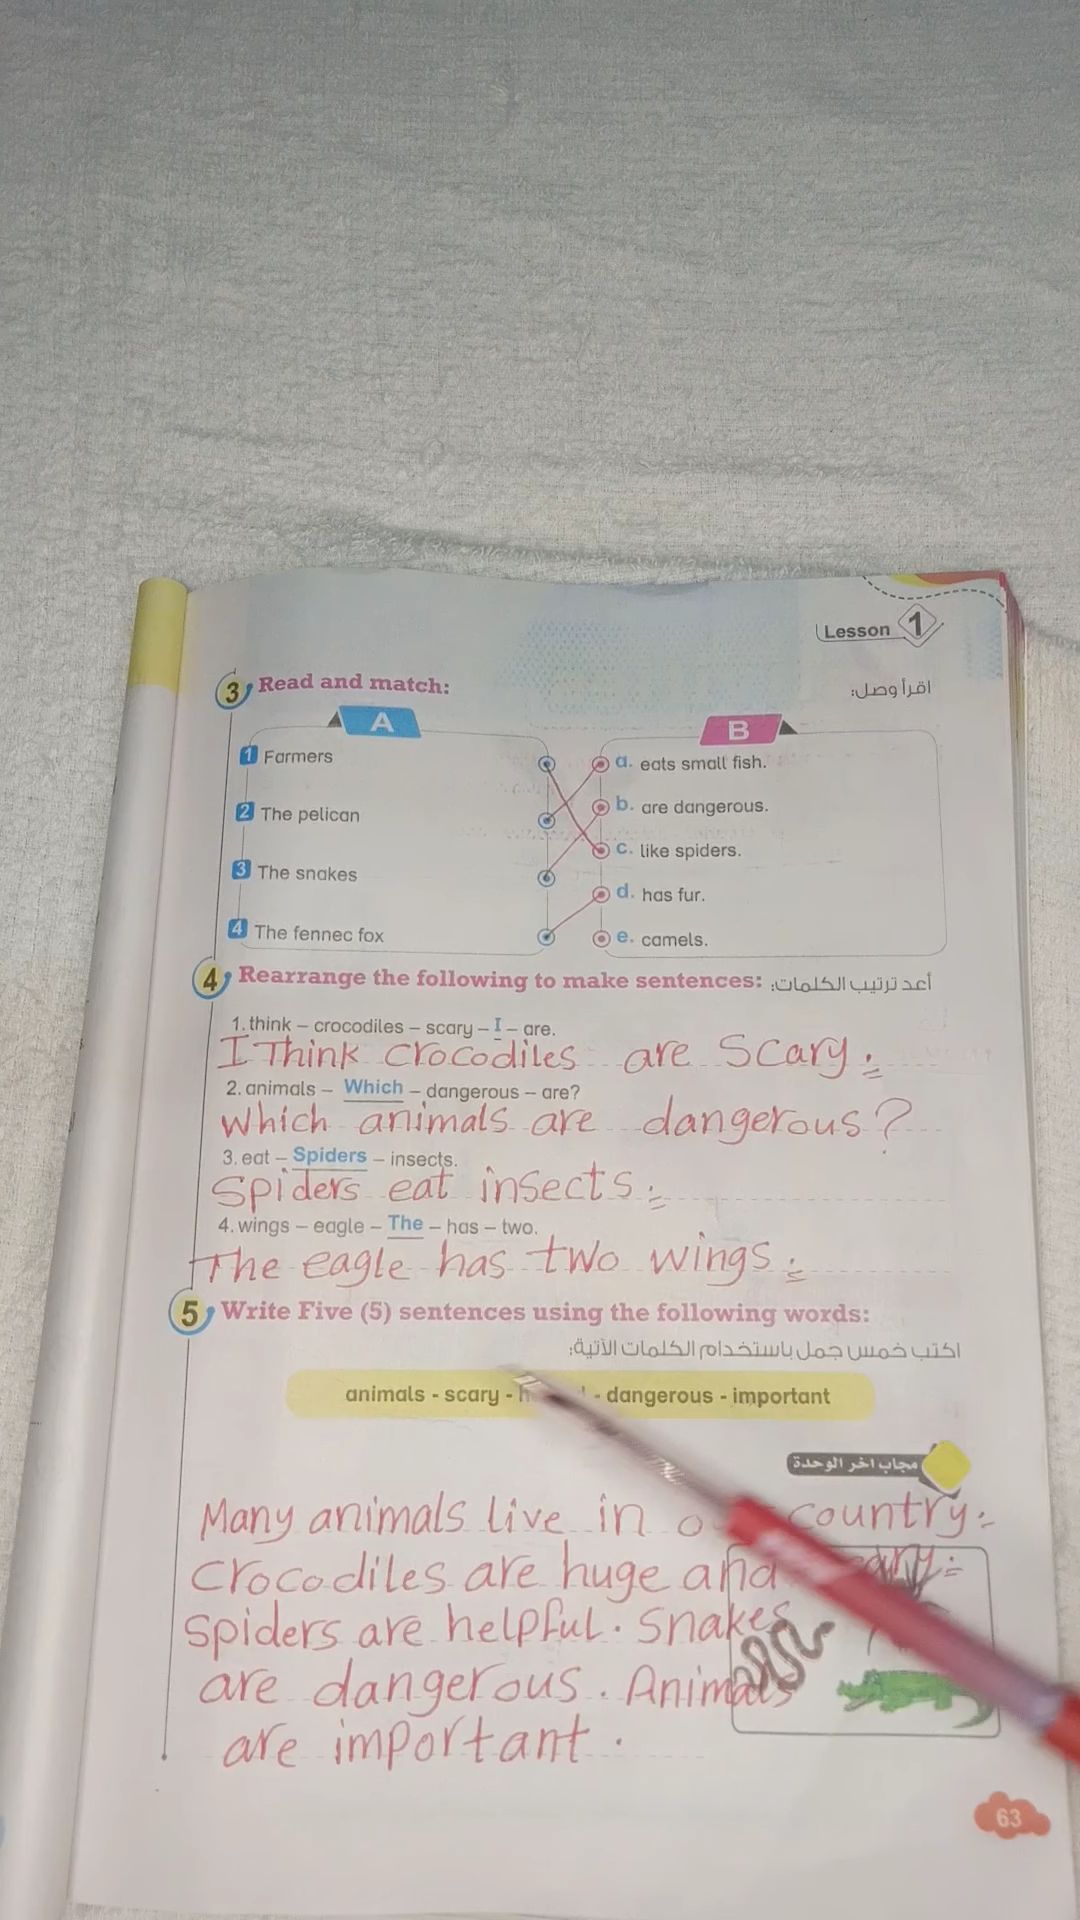 Lesson 1
3 Read and match: اقرأ وصل:
A B
1 Farmers
a. eats small fish.
2 The pelican
b. are dangerous.
3 The snakes
c. like spiders.
4 The fennec fox
d. has fur.
e. camels.
4 Rearrange the following to make sentences: أعد ترتيب الكلمات:
1. think – crocodiles – scary – I – are.
I Think crocodiles are Scary.
2. animals – Which – dangerous – are?
Which animals are dangerous?
3. eat – Spiders – insects.
Spiders eat insects.
4. wings – eagle – The – has – two.
The eagle has two wings.
5 Write Five (5) sentences using the following words:
اكتب خمس جمل باستخدام الكلمات الآتية:
animals - scary - - dangerous - important
مجاب اخر الوحدة
Many animals live in country.
Crocodiles are huge and
Spiders are helpful. Snakes
are dangerous. Animals
are important.
63